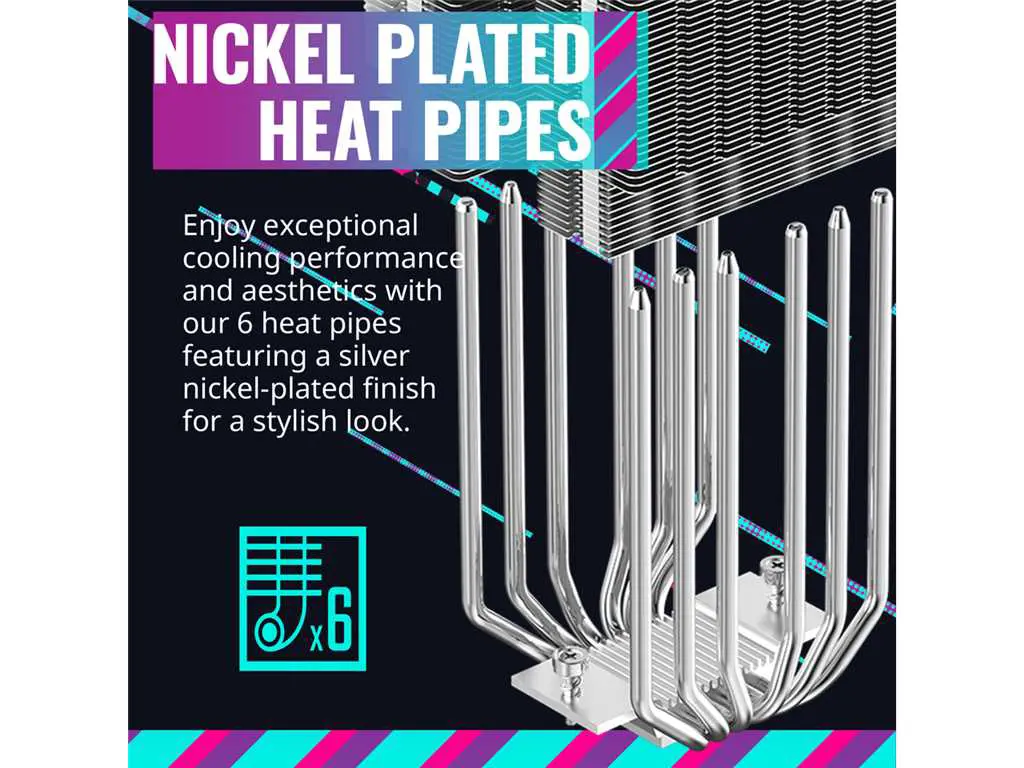 NICKEL PLATED
HEAT PIPES
Enjoy exceptional
cooling performance
and aesthetics with
our 6 heat pipes
featuring a silver
nickel-plated finish
for a stylish look.
x6